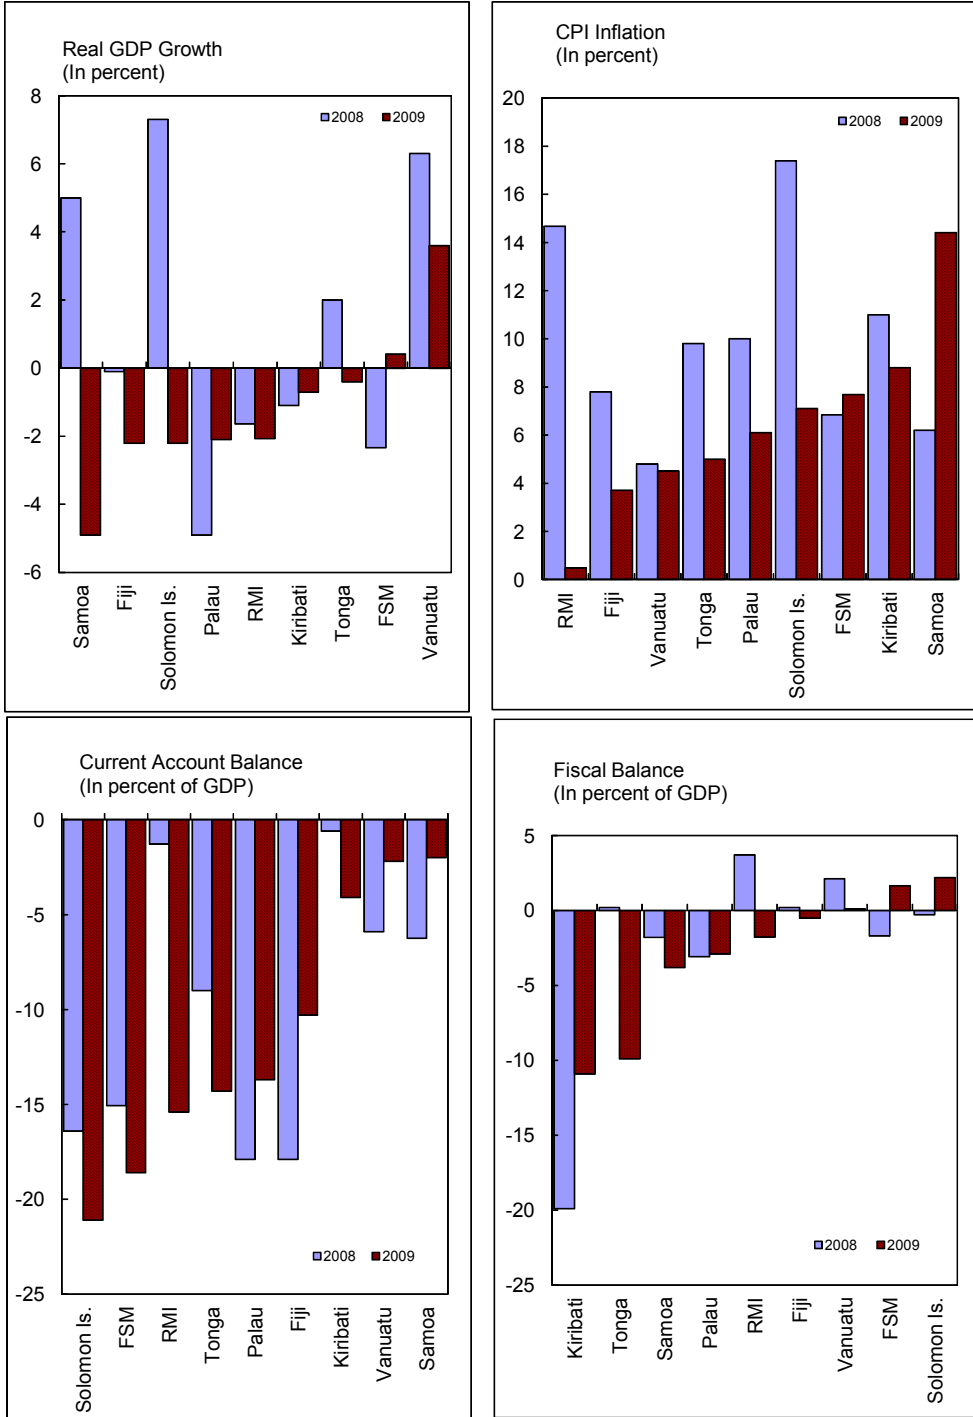 Real GDP Growth
(In percent)
8
6
4
2
0
-2
-4
-6
2008 2009
Samoa
Fiji
Solomon Is.
Palau
RMI
Kiribati
Tonga
FSM
Vanuatu
CPI Inflation
(In percent)
20
18
16
14
12
10
8
6
4
2
0
2008 2009
RMI
Fiji
Vanuatu
Tonga
Palau
Solomon Is.
FSM
Kiribati
Samoa
Current Account Balance
(In percent of GDP)
0
-5
-10
-15
-20
-25
2008 2009
Solomon Is.
FSM
RMI
Tonga
Palau
Fiji
Kiribati
Vanuatu
Samoa
Fiscal Balance
(In percent of GDP)
5
0
-5
-10
-15
-20
-25
2008 2009
Kiribati
Tonga
Samoa
Palau
RMI
Fiji
Vanuatu
FSM
Solomon Is.